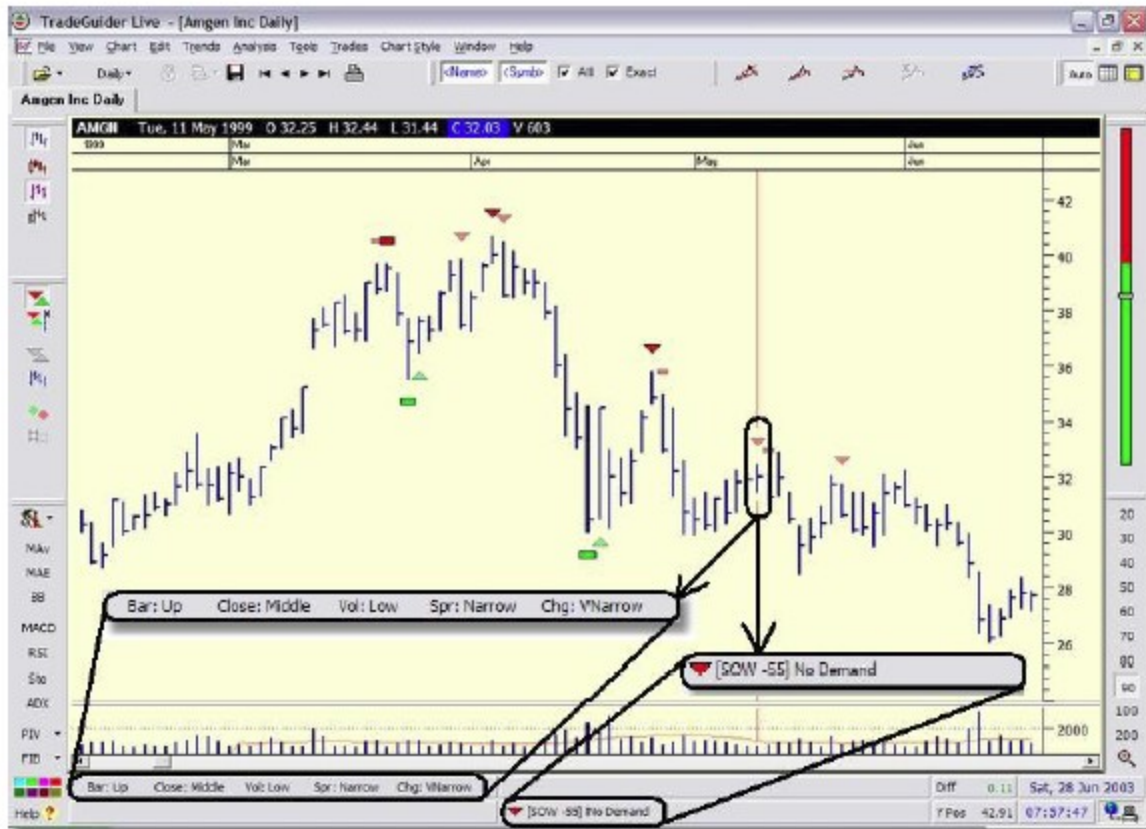 TradeGuider Live - [Amgen Inc Daily]
File View Chart Edit Trends Analysis Tools Trades Chart Style Window Help
Daily <Name> <Symb> All Exact Auto
Amgen Inc Daily
AMGN Tue, 11 May 1999 O 32.25 H 32.44 L 31.44 C 32.03 V 603
1999 Mar Jun
Mar Apr May Jun
42
40
38
36
34
32
30
28
26
2000
MAv
MAE
BB
MACD
RSI
Sto
ADX
PIV
FIB
20
30
40
50
60
70
80
90
100
200
Bar: Up Close: Middle Vol: Low Spr: Narrow Chg: VNarrow
[SOW -55] No Demand
Bar: Up Close: Middle Vol: Low Spr: Narrow Chg: VNarrow
Diff 0.11 Sat, 28 Jun 2003
Help ? [SOW -55] No Demand
Y Pos 42.91 07:57:47